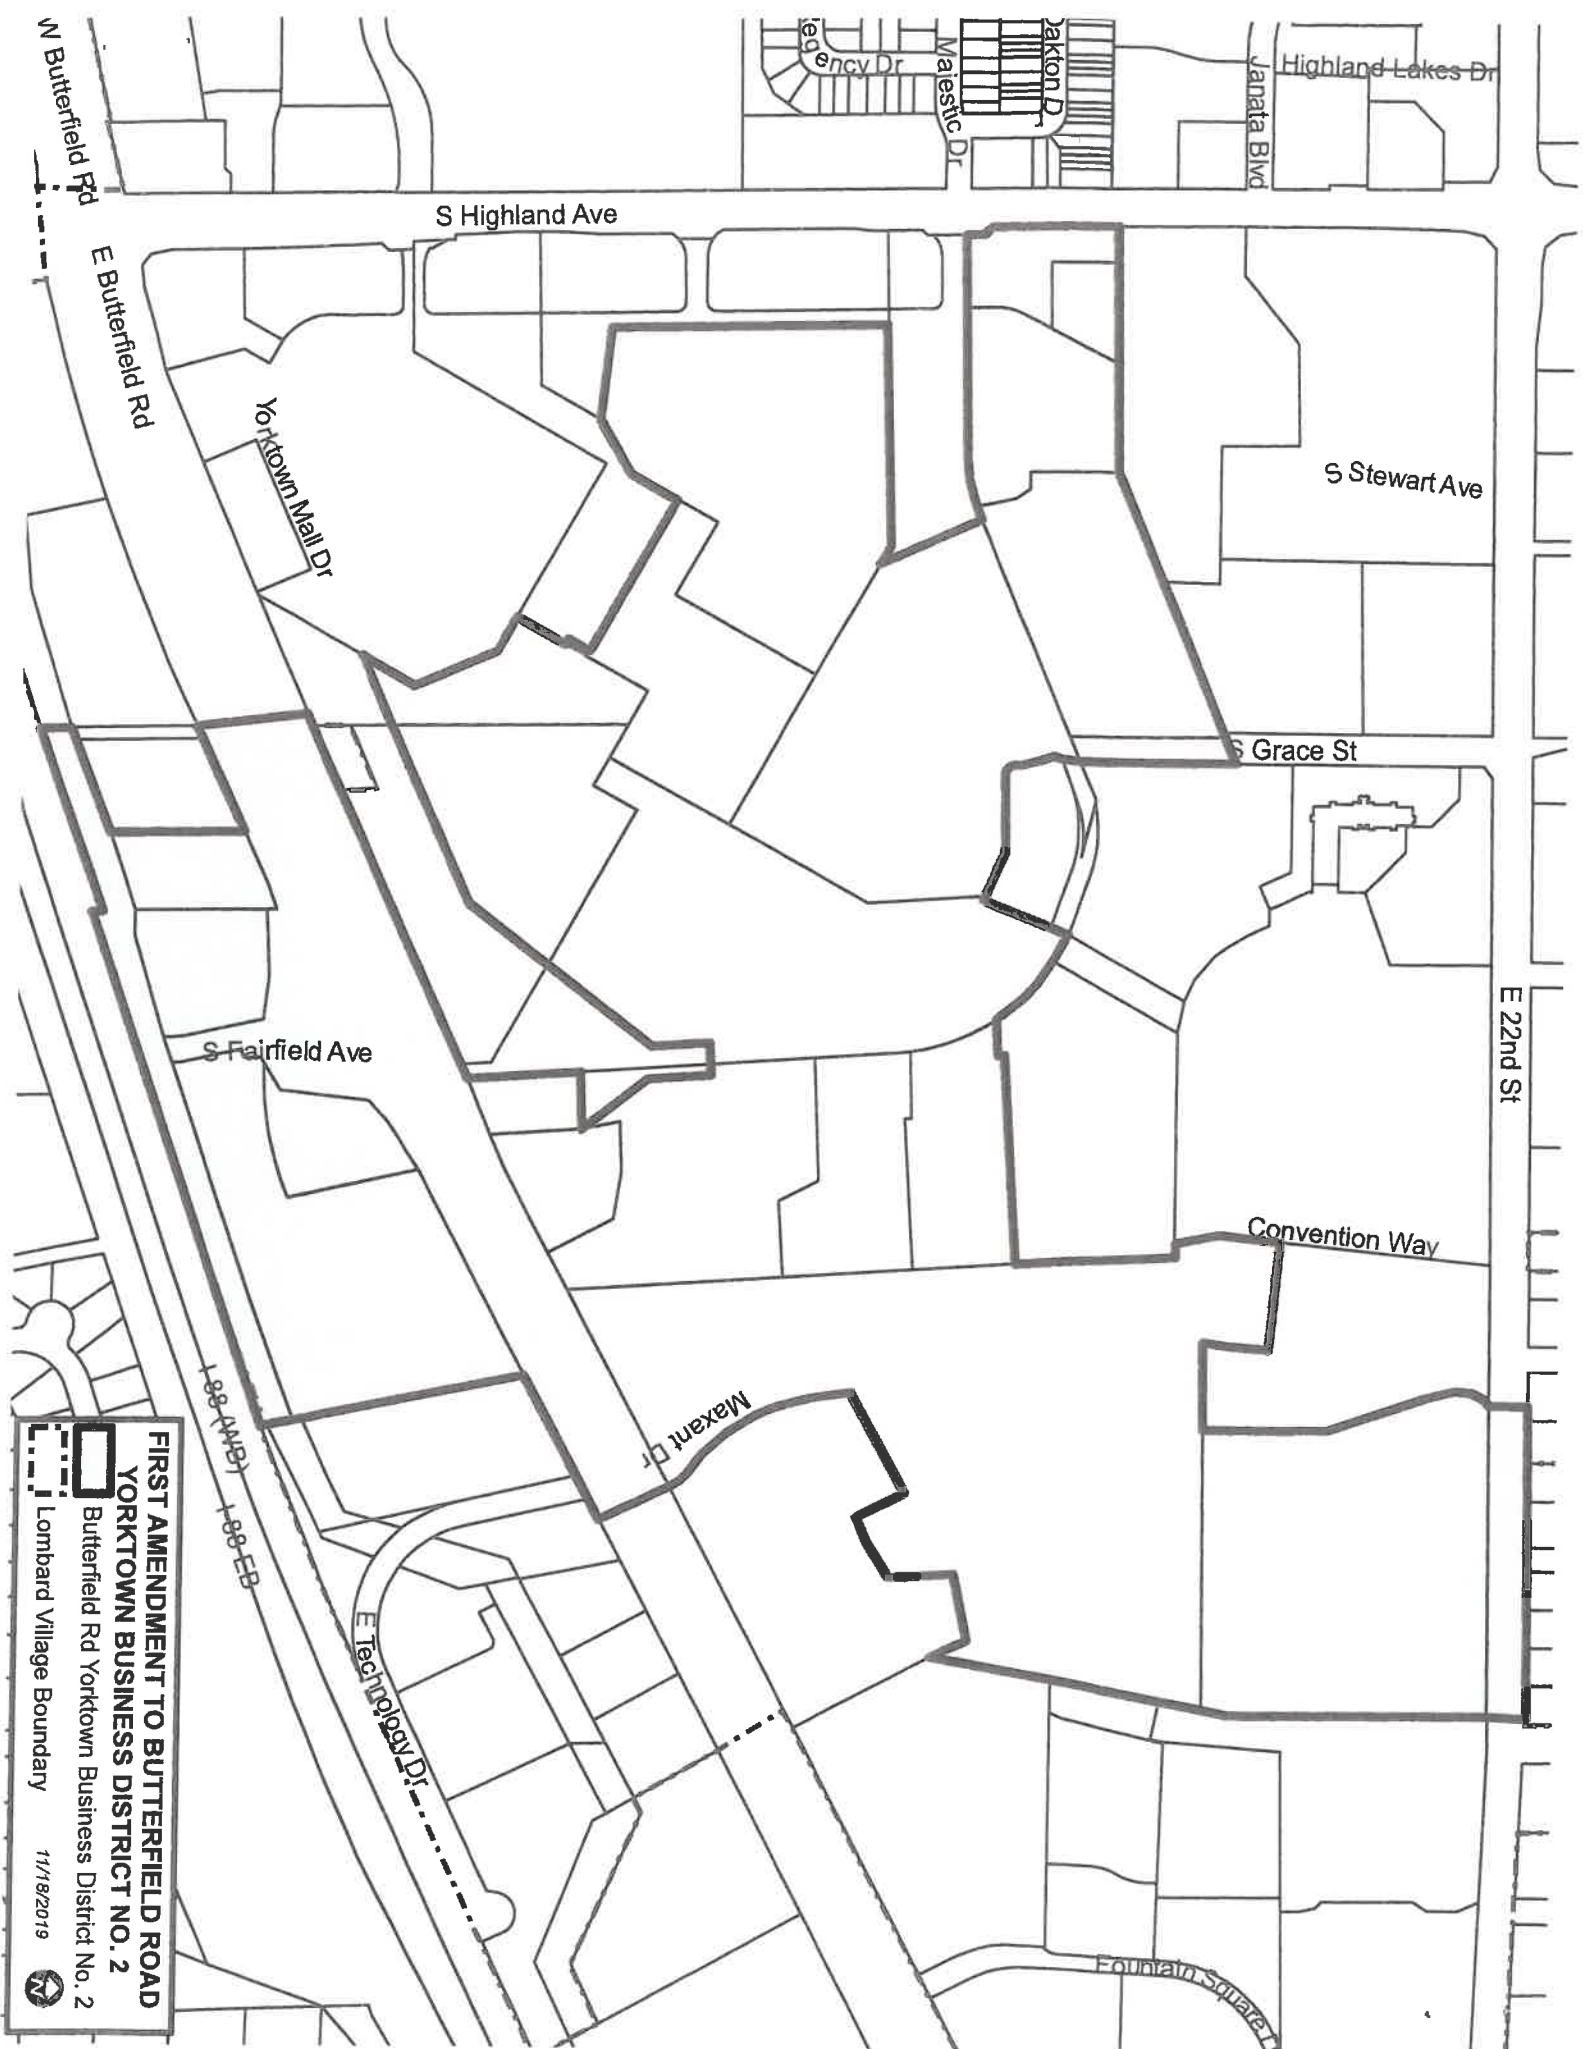 W Butterfield Rd
E Butterfield Rd
S Highland Ave
egency Dr
Majestic Dr
Oakton Dr
Janata Blvd
Highland Lakes Dr
S Stewart Ave
Yorktown Mall Dr
S Grace St
E 22nd St
S Fairfield Ave
Convention Way
Maxant Dr
I-88 (WB)
I-88 EB
E Technology Dr
Fountain Square D
FIRST AMENDMENT TO BUTTERFIELD ROAD
YORKTOWN BUSINESS DISTRICT NO. 2
Butterfield Rd Yorktown Business District No. 2
Lombard Village Boundary 11/18/2019
N